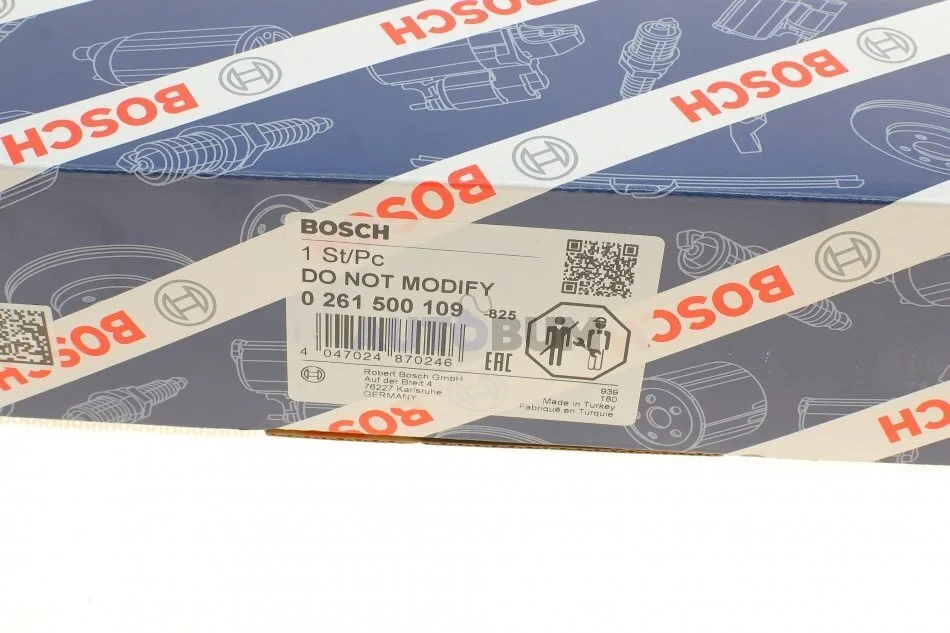 BOSCH
BOSCH
BOSCH
BOSCH
BOSCH
BOSCH
1 St/Pc
DO NOT MODIFY
0 261 500 109 -825
AUTOBUM
4 047024 870246
EAC
Robert Bosch GmbH
Auf der Breit 4
76227 Karlsruhe
GERMANY
939
180
Made in Turkey
Fabriqué en Turquie
BOSCH
BOSCH
BOSCH